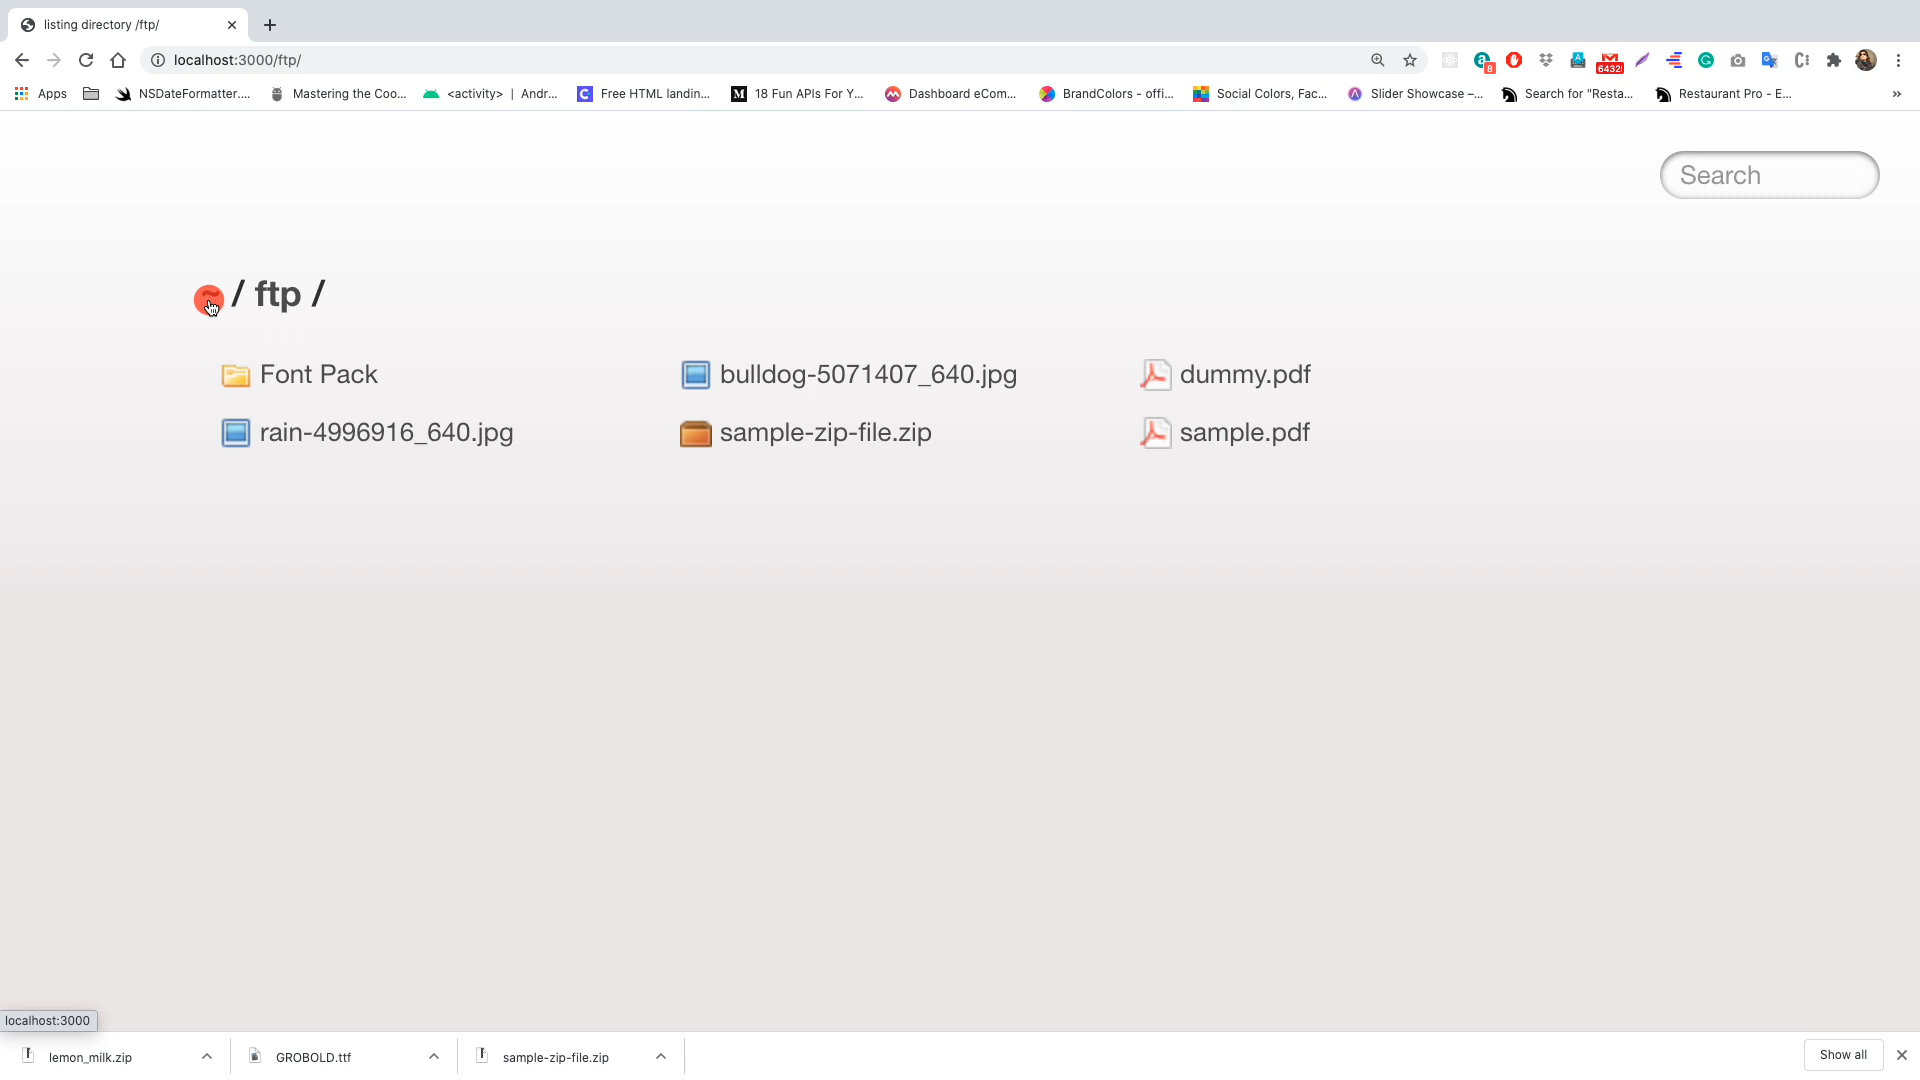 listing directory /ftp/
localhost:3000/ftp/
8
6432!
Apps NSDateFormatter.... Mastering the Coo... <activity> | Andr... Free HTML landin... 18 Fun APIs For Y... Dashboard eCom... BrandColors - offi... Social Colors, Fac... Slider Showcase –... Search for "Resta... Restaurant Pro - E... »
Search
~ / ftp /
Font Pack bulldog-5071407_640.jpg dummy.pdf
rain-4996916_640.jpg sample-zip-file.zip sample.pdf
localhost:3000
lemon_milk.zip GROBOLD.ttf sample-zip-file.zip Show all